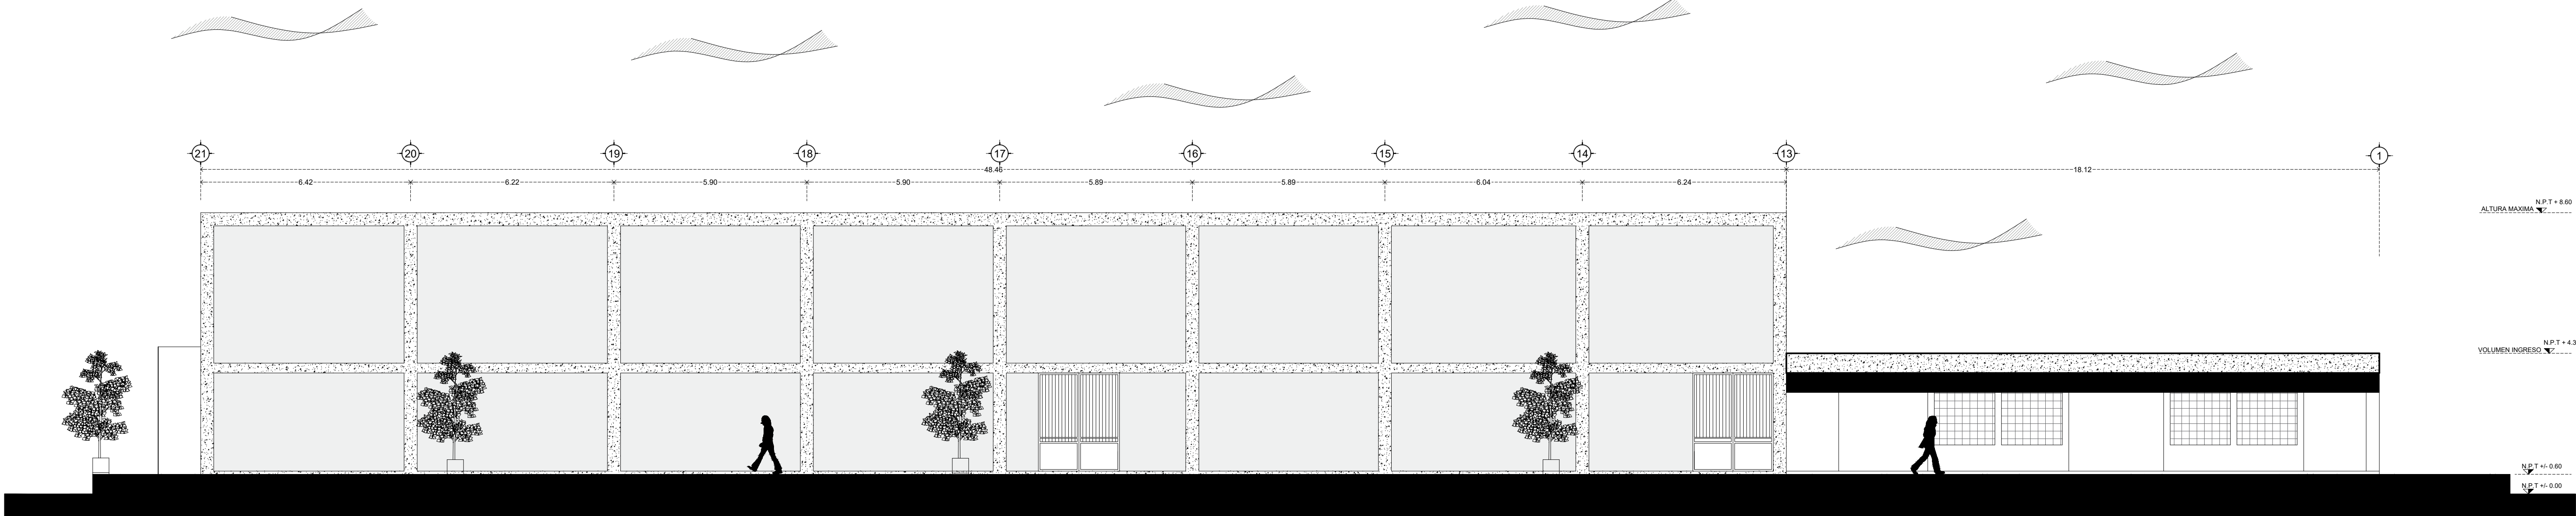 21 20 19 18 17 16 15 14 13 1
48.46 18.12
6.42 6.22 5.90 5.90 5.89 5.89 6.04 6.24
N.P.T + 8.60
ALTURA MAXIMA
N.P.T + 4.3
VOLUMEN INGRESO
N.P.T +/- 0.60
N.P.T +/- 0.00